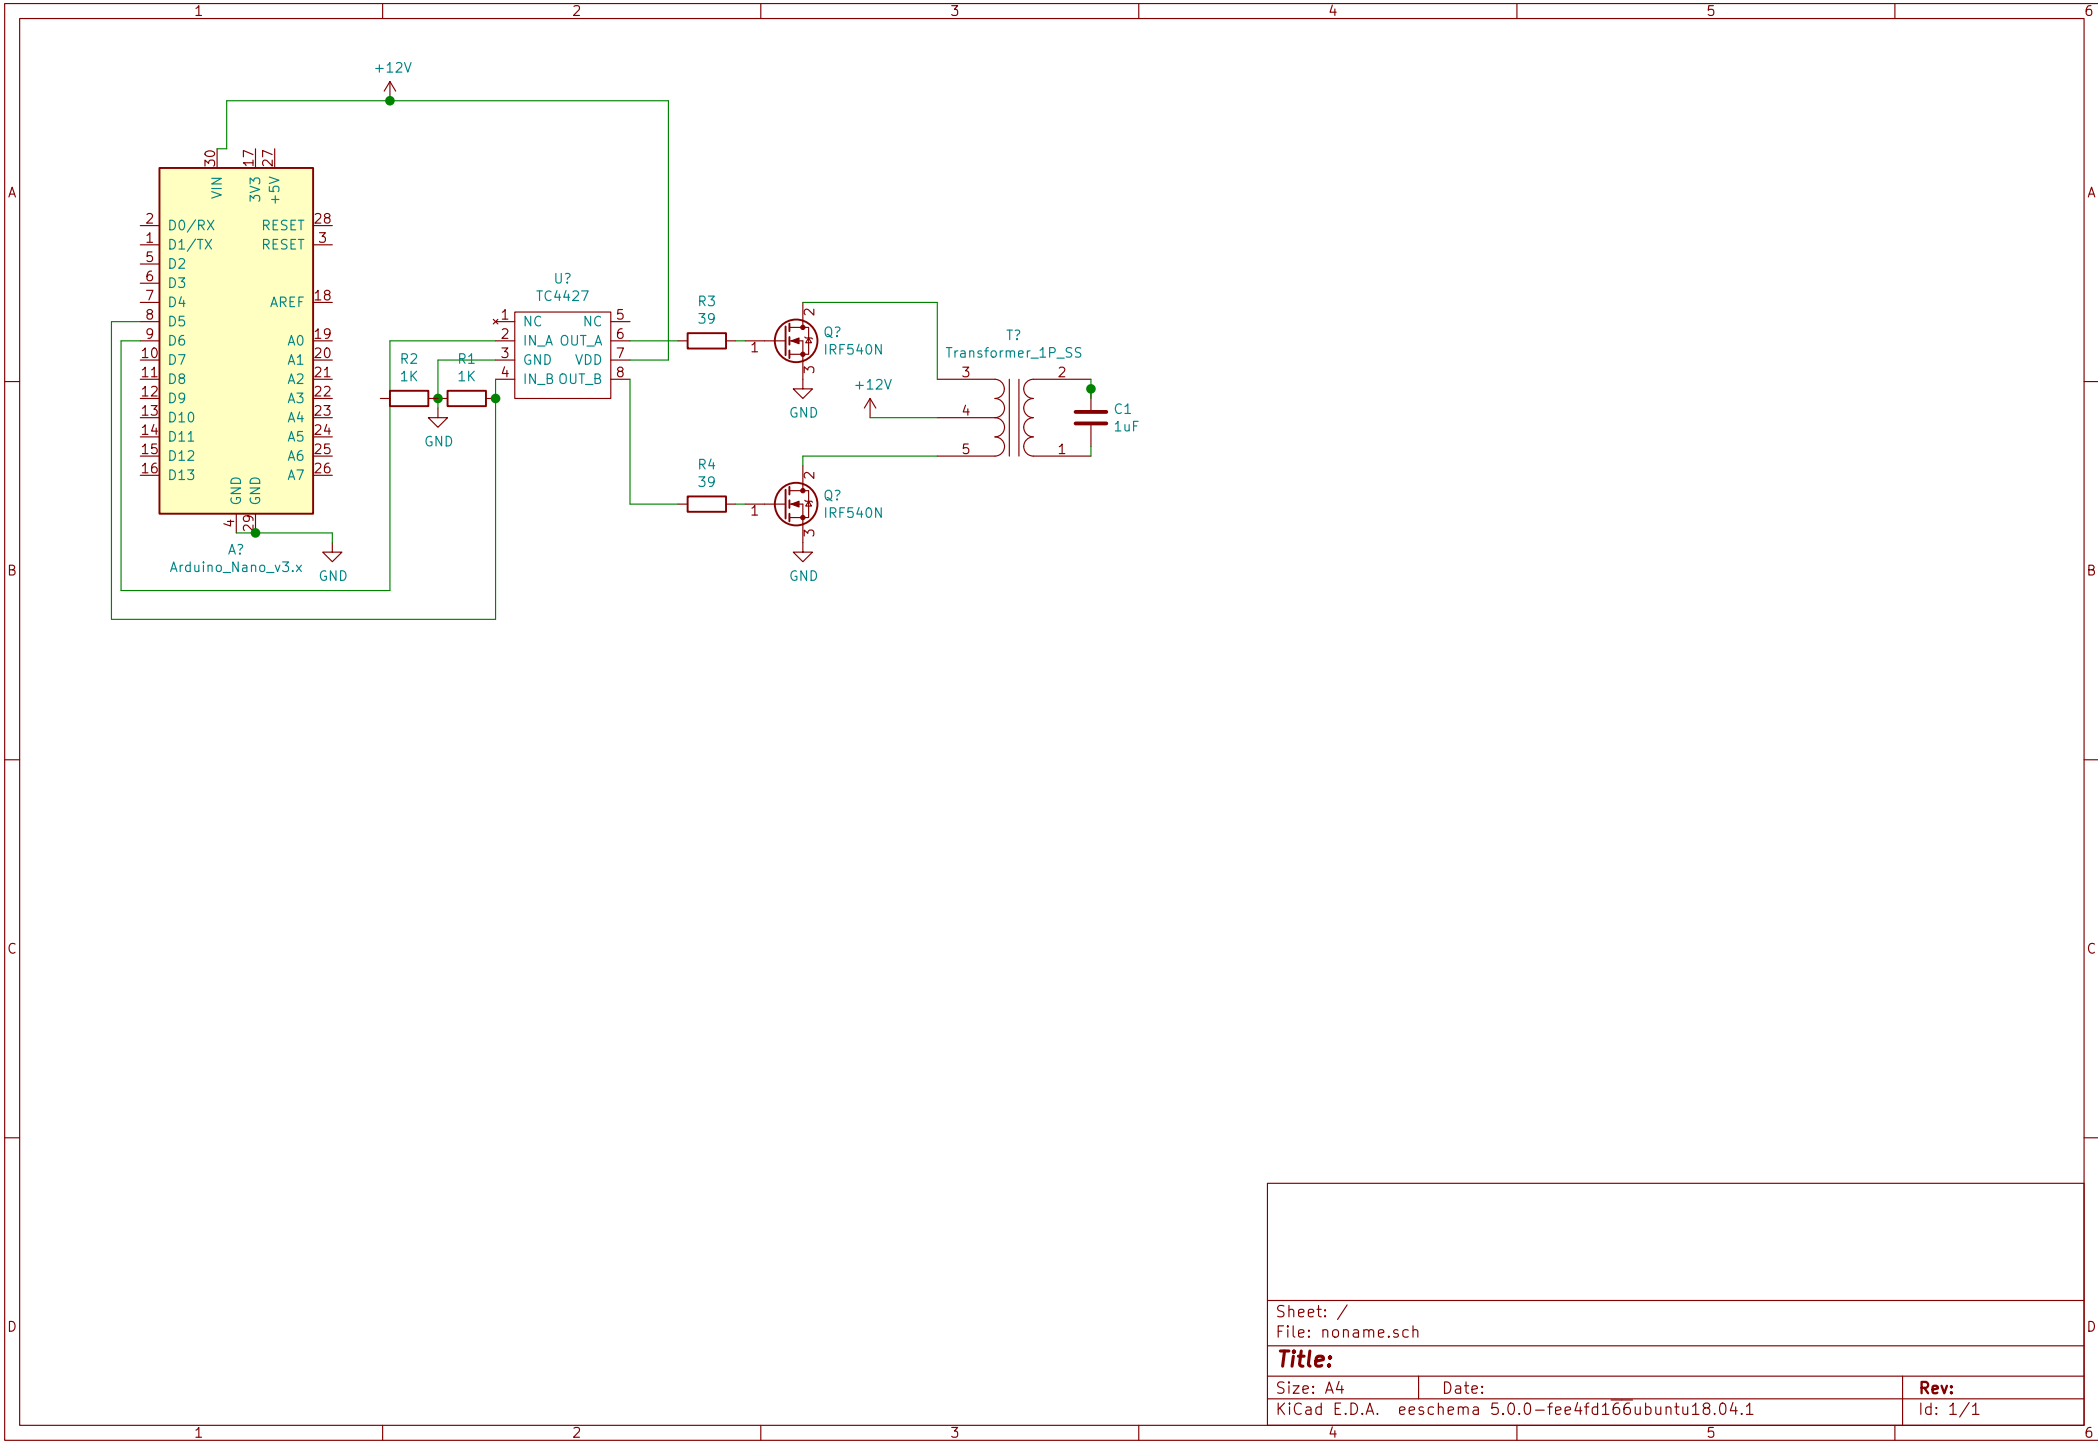 1 2 3 4 5 6
A
B
C
D
+12V
30 17 27
VIN 3V3 +5V
2 D0/RX RESET 28
1 D1/TX RESET 3
5 D2
6 D3
7 D4 AREF 18
8 D5
9 D6 A0 19
10 D7 A1 20
11 D8 A2 21
12 D9 A3 22
13 D10 A4 23
14 D11 A5 24
15 D12 A6 25
16 D13 A7 26
GND GND
4 29
A?
Arduino_Nano_v3.x
GND
R2
1K
R1
1K
GND
U?
TC4427
1 NC NC 5
2 IN_A OUT_A 6
3 GND VDD 7
4 IN_B OUT_B 8
R3
39
1 2 3
Q?
IRF540N
GND
R4
39
1 2 3
Q?
IRF540N
GND
+12V
T?
Transformer_1P_SS
3 2
4
5 1
C1
1uF
A
B
C
D
Sheet: /
File: noname.sch
Title:
Size: A4 Date: Rev:
KiCad E.D.A. eeschema 5.0.0-fee4fd166ubuntu18.04.1 Id: 1/1
1 2 3 4 5 6